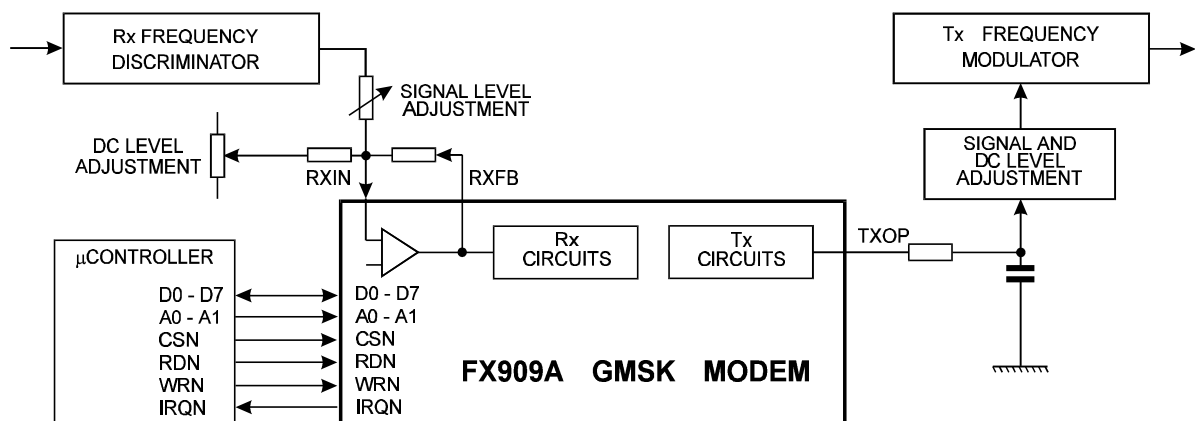 Rx FREQUENCY
DISCRIMINATOR
Tx FREQUENCY
MODULATOR
SIGNAL LEVEL
ADJUSTMENT
DC LEVEL
ADJUSTMENT
RXIN
RXFB
SIGNAL AND
DC LEVEL
ADJUSTMENT
Rx
CIRCUITS
Tx
CIRCUITS
TXOP
µCONTROLLER
D0 - D7
A0 - A1
CSN
RDN
WRN
IRQN
D0 - D7
A0 - A1
CSN
RDN
WRN
IRQN
FX909A GMSK MODEM